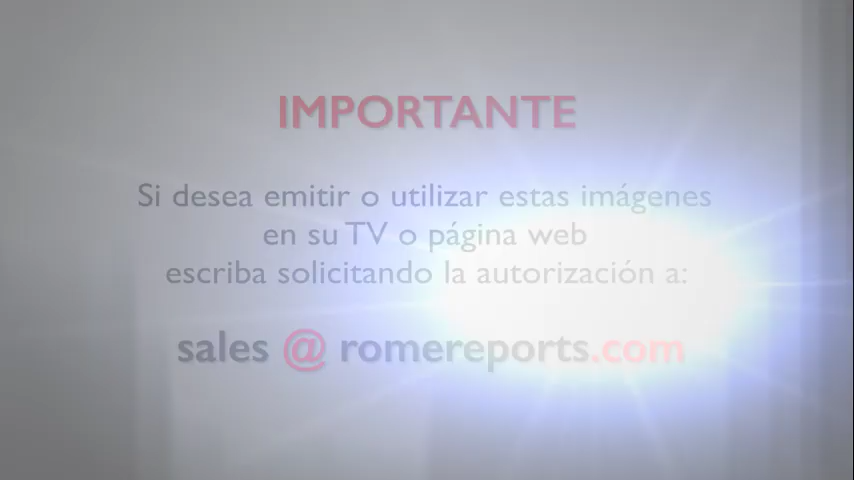 IMPORTANTE
Si desea emitir o utilizar estas imágenes
en su TV o página web
escriba solicitando la autorización a:
sales @ romereports.com